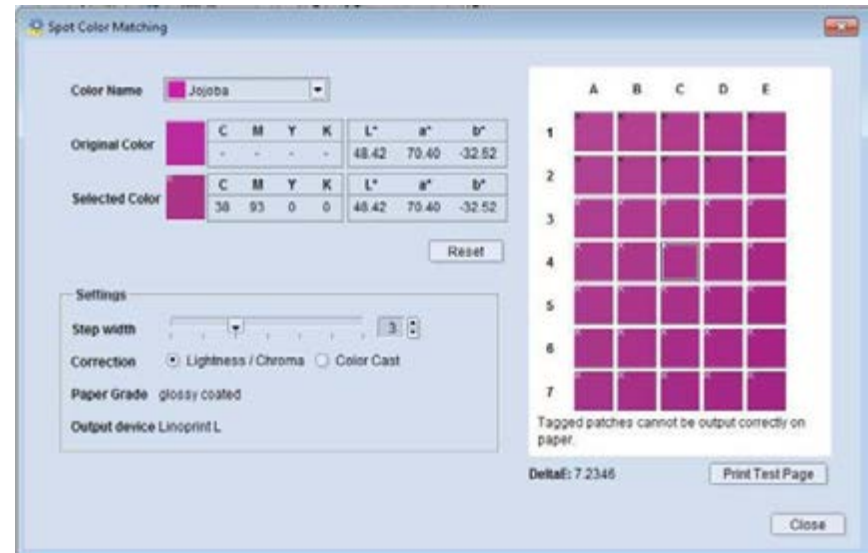 Spot Color Matching
Color Name Jojoba
Original Color
C M Y K L* a* b*
- - - - 48.42 70.40 -32.52
Selected Color
C M Y K L* a* b*
38 93 0 0 48.42 70.40 -32.52
Reset
Settings
Step width 3
Correction Lightness / Chroma Color Cast
Paper Grade glossy coated
Output device Linoprint L
A B C D E
1
2
3
4
5
6
7
Tagged patches cannot be output correctly on
paper.
DeltaE: 7.2346
Print Test Page
Close